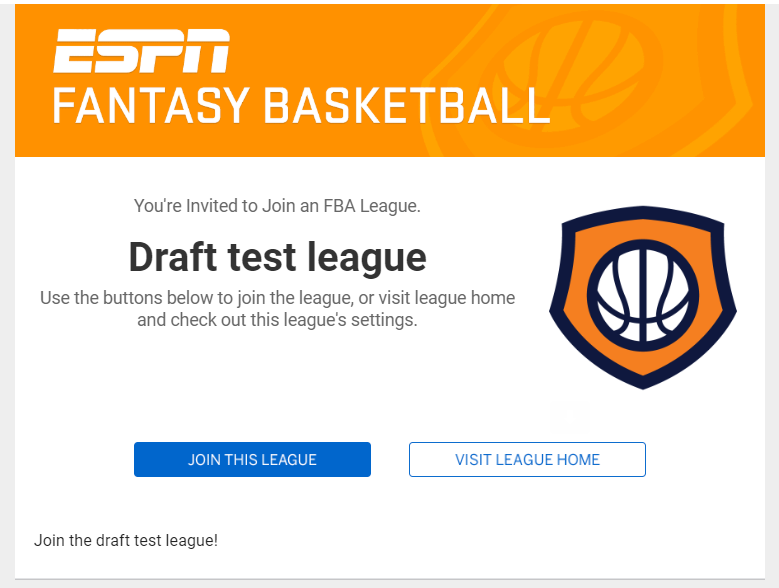 ESPN
FANTASY BASKETBALL
You're Invited to Join an FBA League.
Draft test league
Use the buttons below to join the league, or visit league home
and check out this league's settings.
JOIN THIS LEAGUE
VISIT LEAGUE HOME
Join the draft test league!